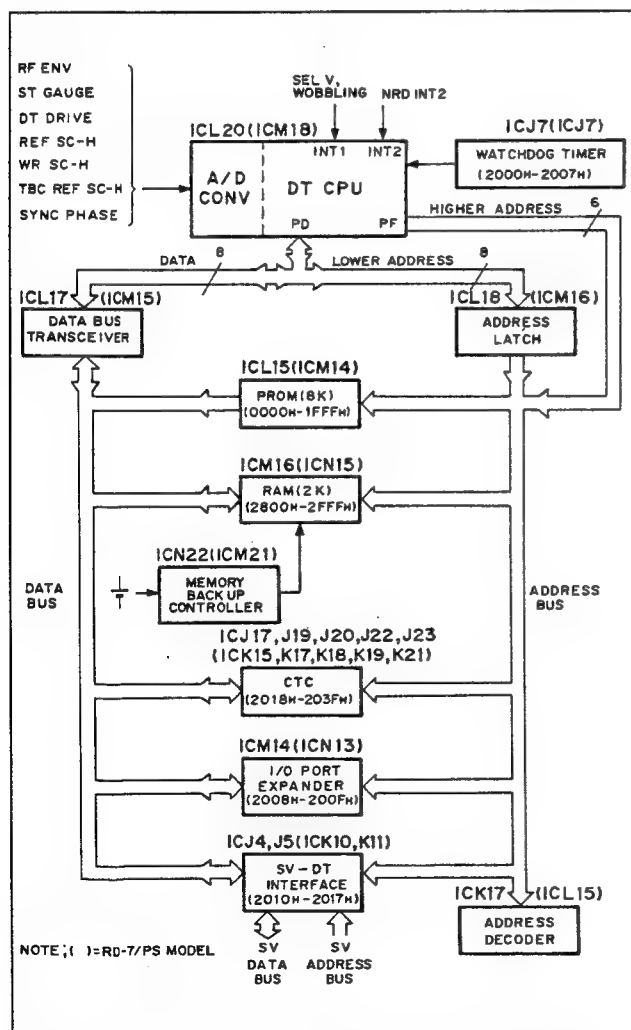 RF ENV
ST GAUGE
DT DRIVE
REF SC-H
WR SC-H
TBC REF SC-H
SYNC PHASE
SEL V,
WOBBLING
NRD INT2
ICL20(ICM18)
ICJ7(ICJ7)
A/D
CONV
INT1
INT2
DT CPU
PD
PF
WATCHDOG TIMER
(2000H-2007H)
HIGHER ADDRESS
6
DATA
8
LOWER ADDRESS
8
ICL17
(ICM15)
DATA BUS
TRANSCEIVER
ICL18
(ICM16)
ADDRESS
LATCH
ICL15(ICM14)
PROM(8K)
(0000H-1FFFH)
ICM16(ICN15)
RAM(2K)
(2800H-2FFFH)
ICN22(ICM21)
MEMORY
BACK UP
CONTROLLER
DATA
BUS
ADDRESS
BUS
ICJ17,J19,J20,J22,J23
(ICK15,K17,K18,K19,K21)
CTC
(2018H-203FH)
ICM14(ICN13)
I/O PORT
EXPANDER
(2008H-200FH)
ICJ4,J5(ICK10,K11)
SV-DT
INTERFACE
(2010H-2017H)
ICK17
(ICL15)
ADDRESS
DECODER
SV
DATA
BUS
SV
ADDRESS
BUS
NOTE;( )=RD-7/PS MODEL